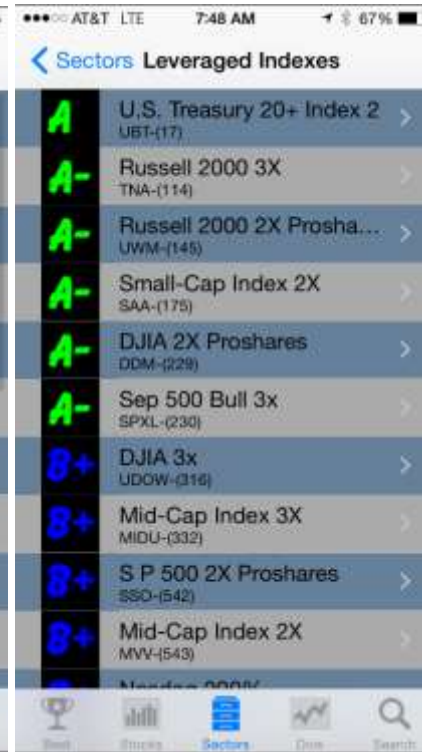 AT&T LTE 7:48 AM 67%
Sectors Leveraged Indexes
A
U.S. Treasury 20+ Index 2
UBT-(17)
A-
Russell 2000 3X
TNA-(114)
A-
Russell 2000 2X Prosha...
UWM-(145)
A-
Small-Cap Index 2X
SAA-(175)
A-
DJIA 2X Proshares
DDM-(229)
A-
Sep 500 Bull 3x
SPXL-(230)
B+
DJIA 3x
UDOW-(316)
B+
Mid-Cap Index 3X
MIDU-(332)
B+
S P 500 2X Proshares
SSO-(542)
B+
Mid-Cap Index 2X
MVV-(543)
Best Stocks Sectors Dow Search